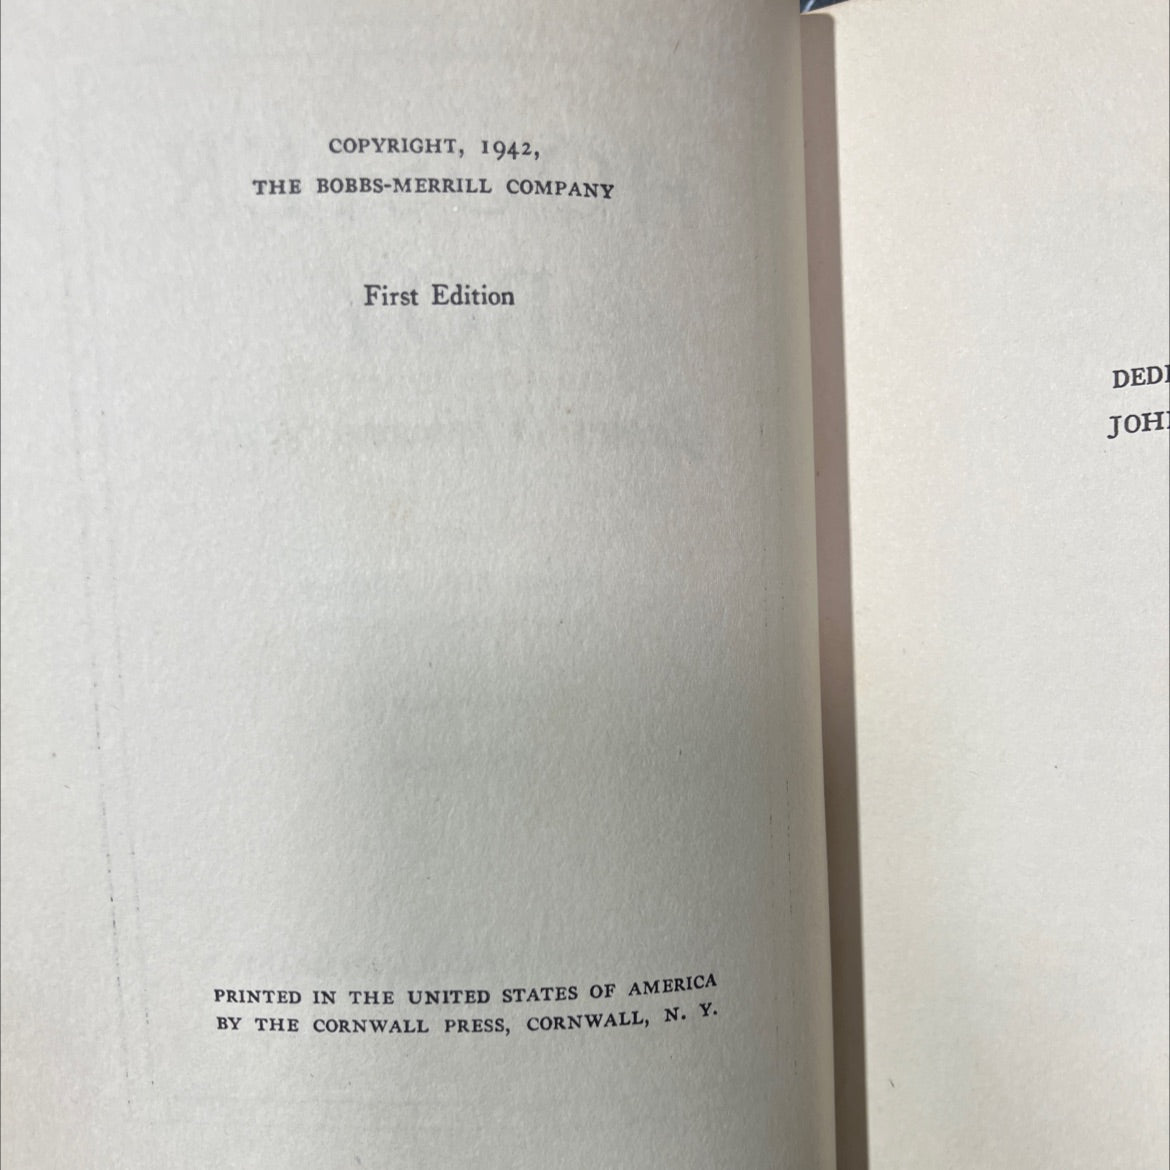 COPYRIGHT, 1942,
THE BOBBS-MERRILL COMPANY
First Edition
PRINTED IN THE UNITED STATES OF AMERICA
BY THE CORNWALL PRESS, CORNWALL, N. Y.